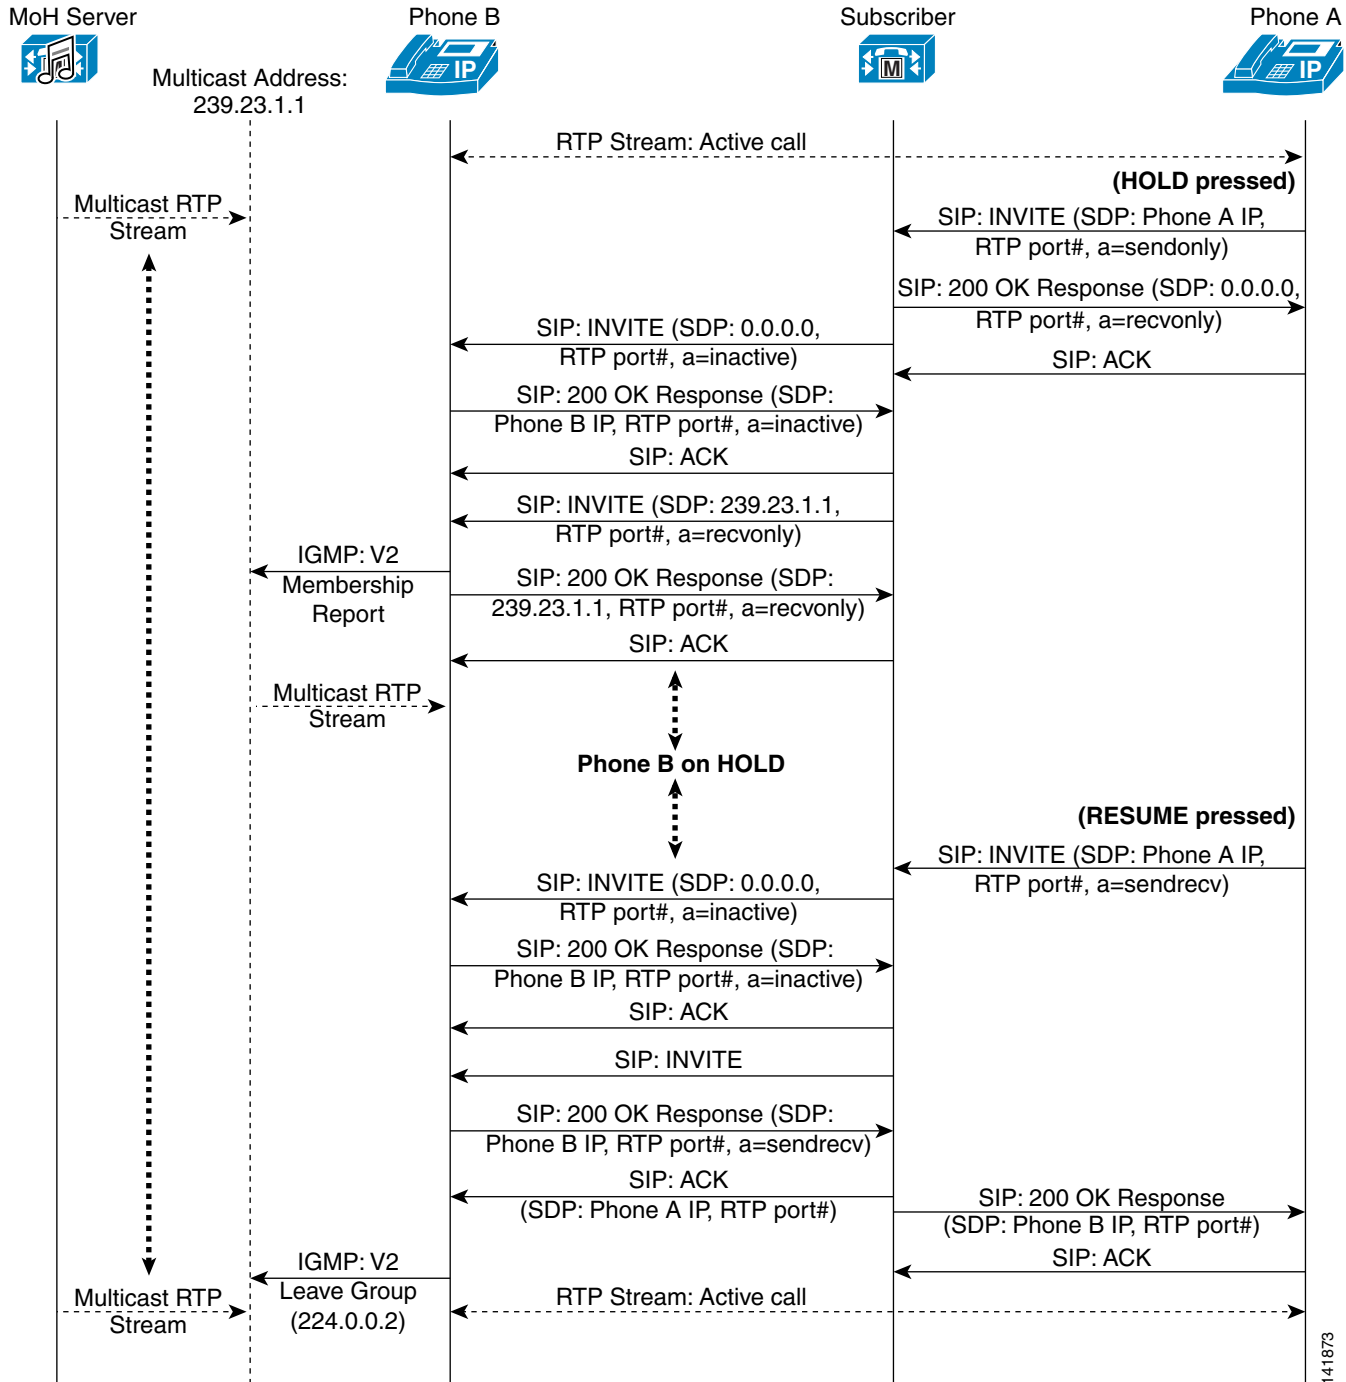 MoH Server
Phone B
Subscriber
Phone A
IP
M
IP
Multicast Address:
239.23.1.1
RTP Stream: Active call
(HOLD pressed)
Multicast RTP
Stream
SIP: INVITE (SDP: Phone A IP,
RTP port#, a=sendonly)
SIP: 200 OK Response (SDP: 0.0.0.0,
RTP port#, a=recvonly)
SIP: INVITE (SDP: 0.0.0.0,
RTP port#, a=inactive)
SIP: ACK
SIP: 200 OK Response (SDP:
Phone B IP, RTP port#, a=inactive)
SIP: ACK
SIP: INVITE (SDP: 239.23.1.1,
RTP port#, a=recvonly)
IGMP: V2
Membership
Report
SIP: 200 OK Response (SDP:
239.23.1.1, RTP port#, a=recvonly)
SIP: ACK
Multicast RTP
Stream
Phone B on HOLD
(RESUME pressed)
SIP: INVITE (SDP: Phone A IP,
RTP port#, a=sendrecv)
SIP: INVITE (SDP: 0.0.0.0,
RTP port#, a=inactive)
SIP: 200 OK Response (SDP:
Phone B IP, RTP port#, a=inactive)
SIP: ACK
SIP: INVITE
SIP: 200 OK Response (SDP:
Phone B IP, RTP port#, a=sendrecv)
SIP: ACK
(SDP: Phone A IP, RTP port#)
SIP: 200 OK Response
(SDP: Phone B IP, RTP port#)
SIP: ACK
IGMP: V2
Leave Group
(224.0.0.2)
Multicast RTP
Stream
RTP Stream: Active call
141873